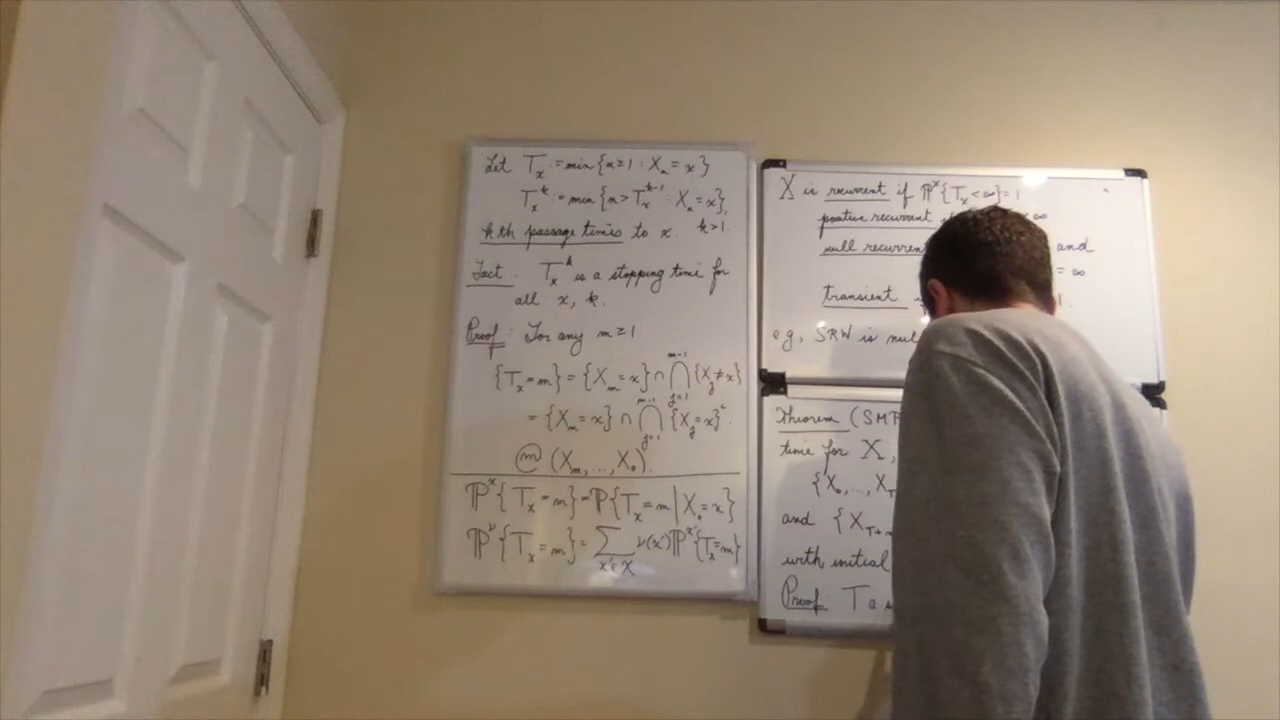 Let T_x := min {n ≥ 1 : X_n = x}
T_x^k := min {n > T_x^{k-1} : X_n = x},
kth passage times to x. k > 1.
Fact: T_x^k is a stopping time for
all x, k.
Proof: For any m ≥ 1
{T_x = m} = {X_m = x} ∩ ⋂_{j=1}^{m-1} {X_j ≠ x}
= {X_m = x} ∩ ⋂_{j=1}^{m-1} {X_j = x}^c.
@ (X_m, ..., X_0).
ℙ^x {T_x = m} = ℙ{T_x = m | X_0 = x}
ℙ^ν {T_x = m} = ∑_{x'∈X} ν(x') ℙ^{x'} {T_x = m}
X is recurrent if ℙ^x {T_x < ∞} = 1
positive recurrent < ∞
null recurrent and
= ∞
transient
e.g., SRW is null
Theorem (SMP
time for X,
{X_0, ..., X_T
and {X_{T+n
with initial
Proof: T a